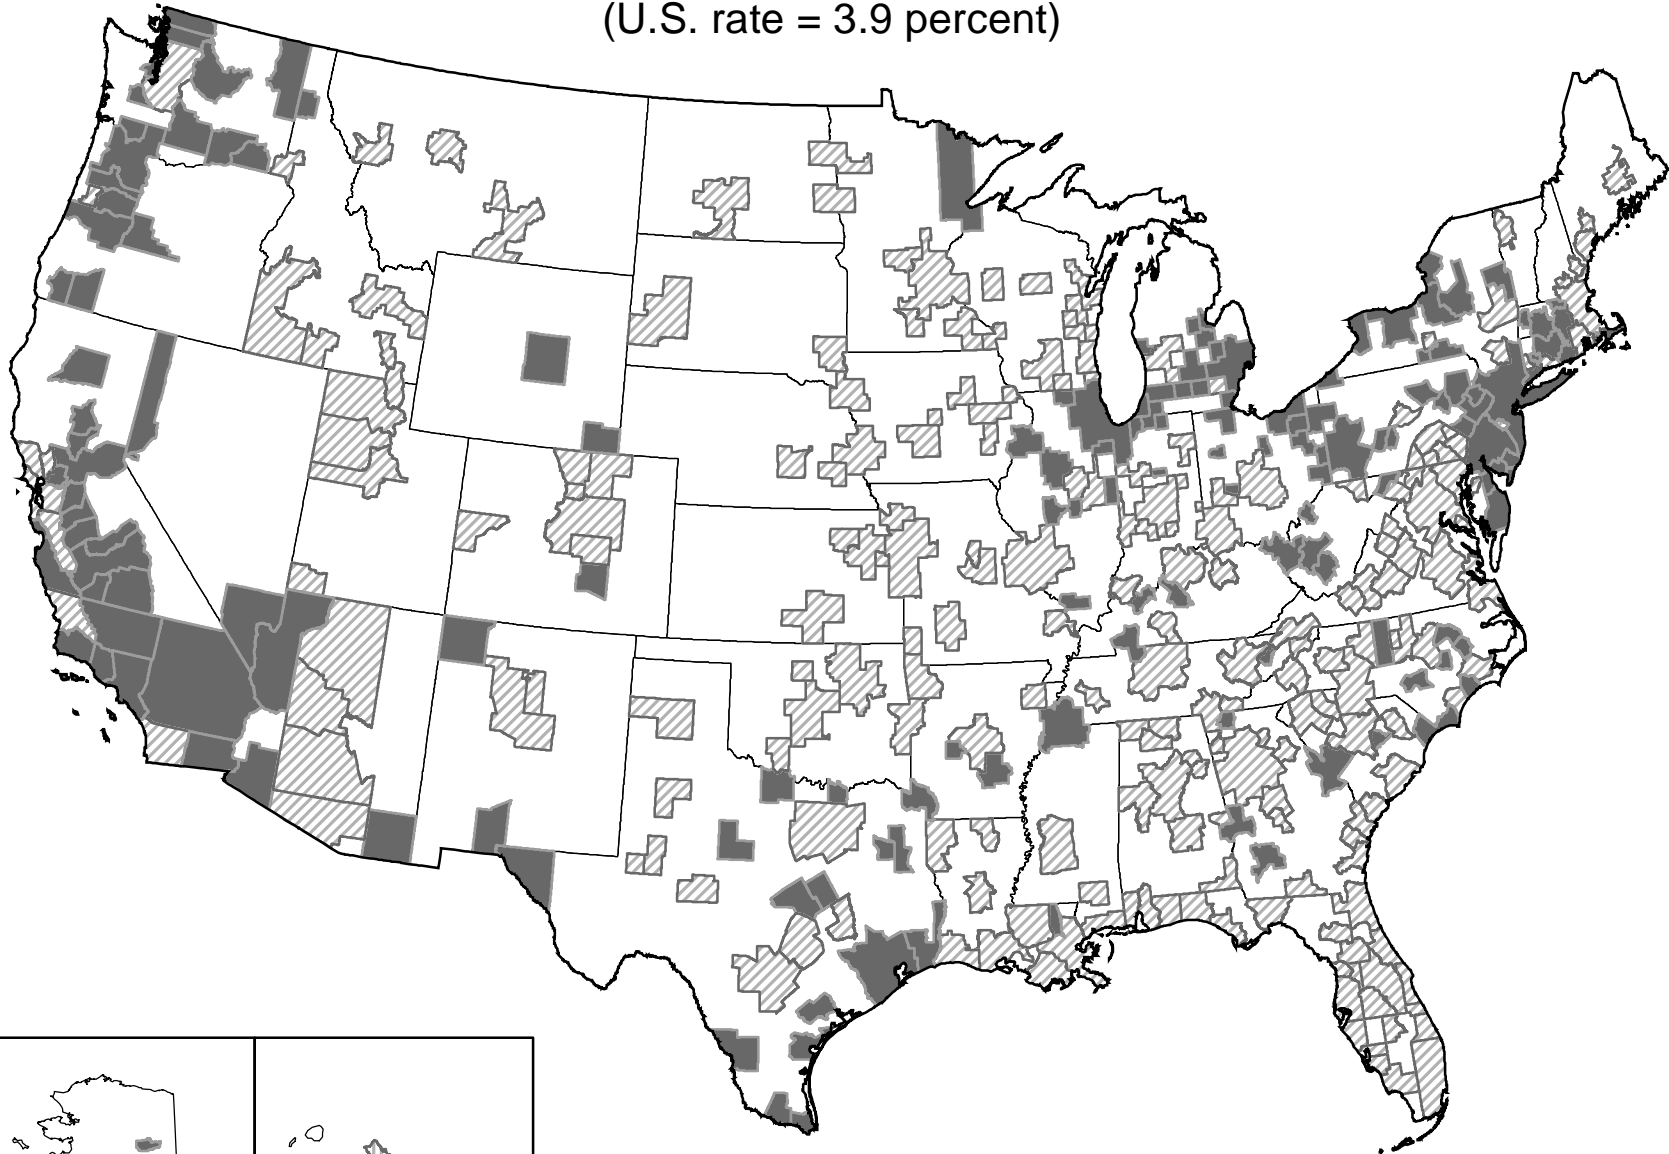 (U.S. rate = 3.9 percent)